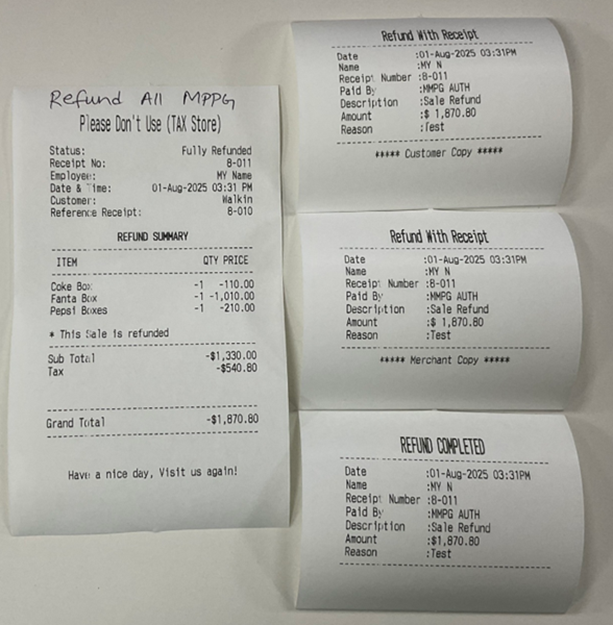 Refund All MPPG
Please Don't Use (TAX Store)
Status: Fully Refunded
Receipt No: 8-011
Employee: MY Name
Date & Time: 01-Aug-2025 03:31 PM
Customer: Walkin
Reference Receipt: 8-010
REFUND SUMMARY
ITEM QTY PRICE
Coke Box -1 -110.00
Fanta Box -1 -1,010.00
Pepsi Boxes -1 -210.00
* This Sale is refunded
Sub Total -$1,330.00
Tax -$540.80
Grand Total -$1,870.80
Have a nice day, Visit us again!
Refund With Receipt
Date :01-Aug-2025 03:31PM
Name :MY N
Receipt Number :8-011
Paid By :MMPG AUTH
Description :Sale Refund
Amount :$ 1,870.80
Reason :Test
***** Customer Copy *****
Refund With Receipt
Date :01-Aug-2025 03:31PM
Name :MY N
Receipt Number :8-011
Paid By :MMPG AUTH
Description :Sale Refund
Amount :$ 1,870.80
Reason :Test
***** Merchant Copy *****
REFUND COMPLETED
Date :01-Aug-2025 03:31PM
Name :MY N
Receipt Number :8-011
Paid By :MMPG AUTH
Description :Sale Refund
Amount :$1,870.80
Reason :Test